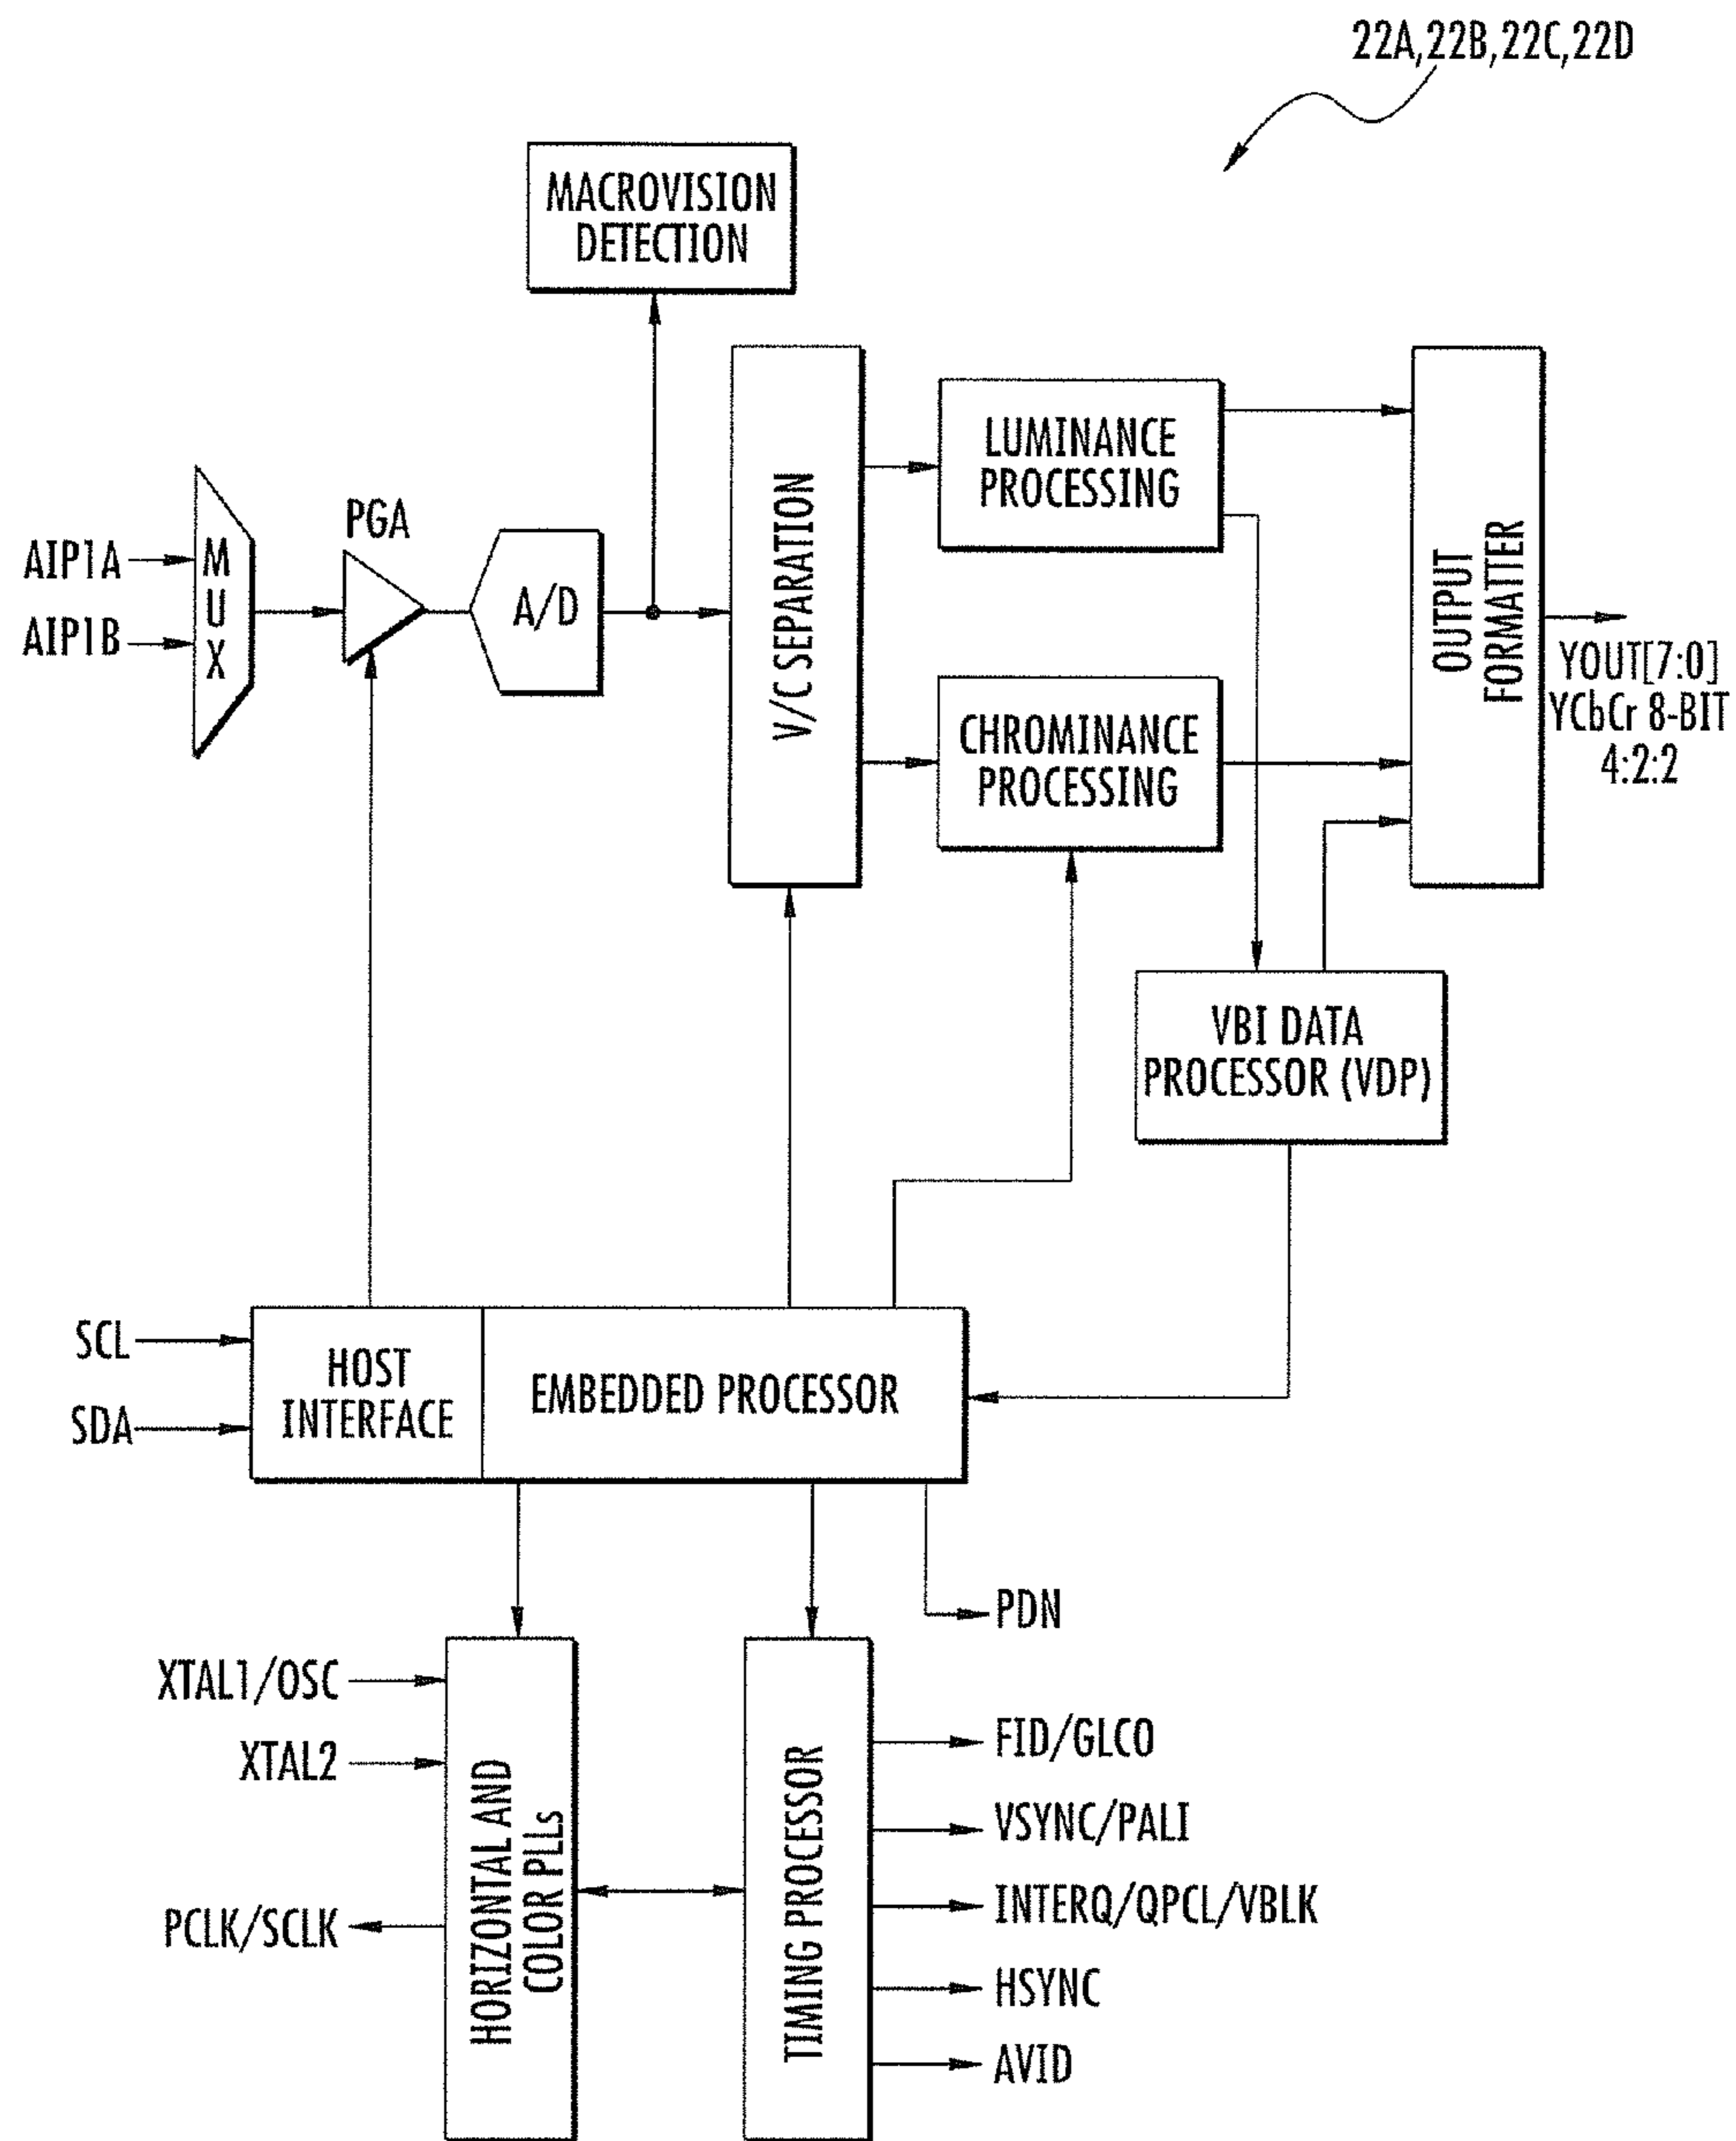 22A,22B,22C,22D
MACROVISION
DETECTION
PGA
AIP1A
AIP1B
MUX
A/D
V/C SEPARATION
LUMINANCE
PROCESSING
CHROMINANCE
PROCESSING
OUTPUT
FORMATTER
YOUT[7:0]
YCbCr 8-BIT
4:2:2
VBI DATA
PROCESSOR (VDP)
SCL
SDA
HOST
INTERFACE
EMBEDDED PROCESSOR
PDN
XTAL1/OSC
XTAL2
PCLK/SCLK
HORIZONTAL AND
COLOR PLLs
TIMING PROCESSOR
FID/GLCO
VSYNC/PALI
INTERQ/QPCL/VBLK
HSYNC
AVID